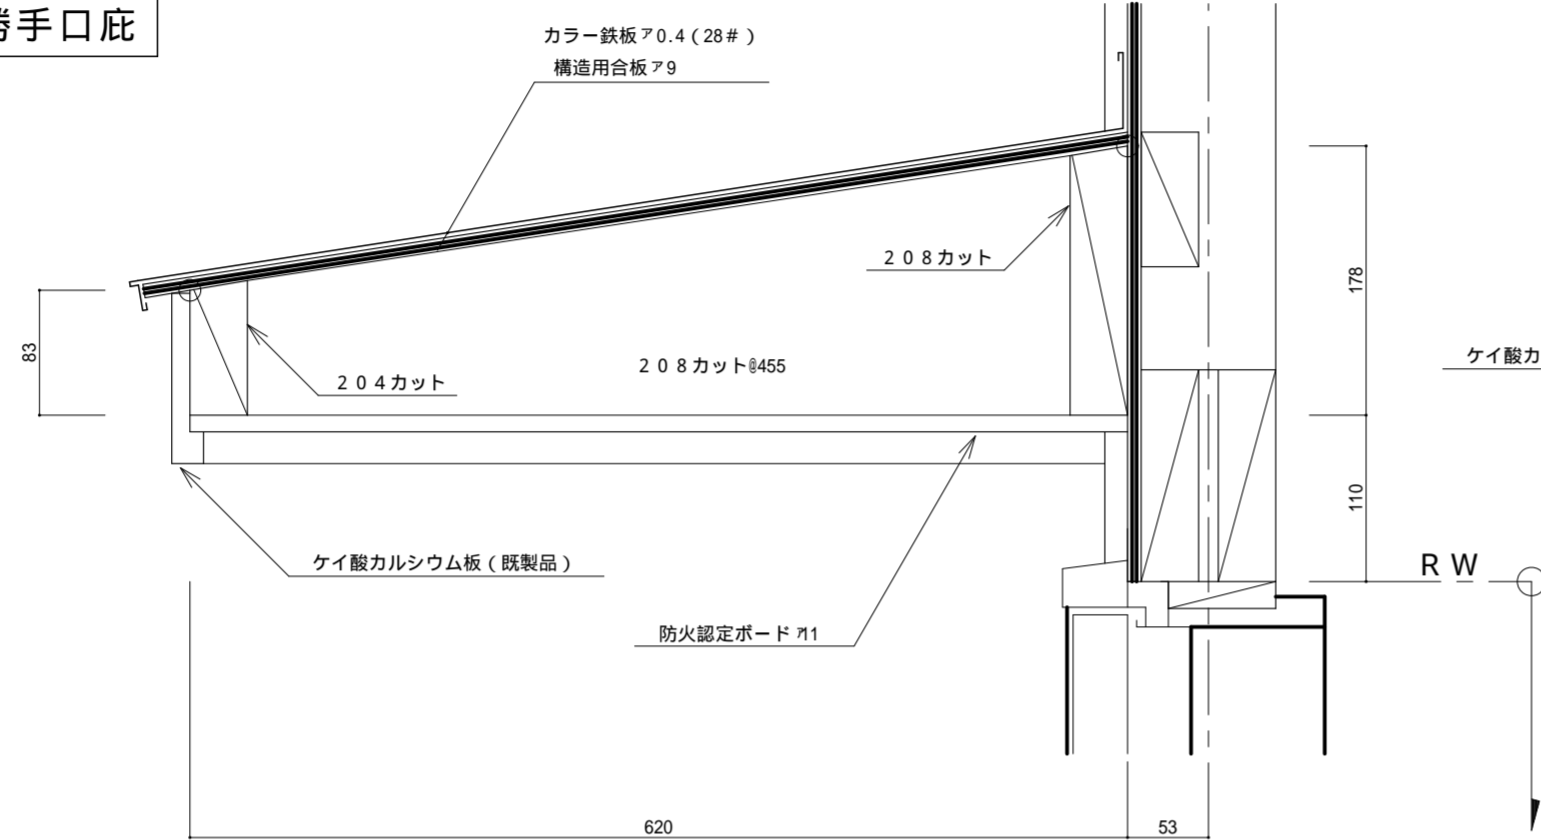 勝手口庇
カラー鉄板ア0.4(28#)
構造用合板ア9
208カット
178
83
204カット
208カット@455
ケイ酸カ
110
ケイ酸カルシウム板(既製品)
RW
防火認定ボードア11
620
53